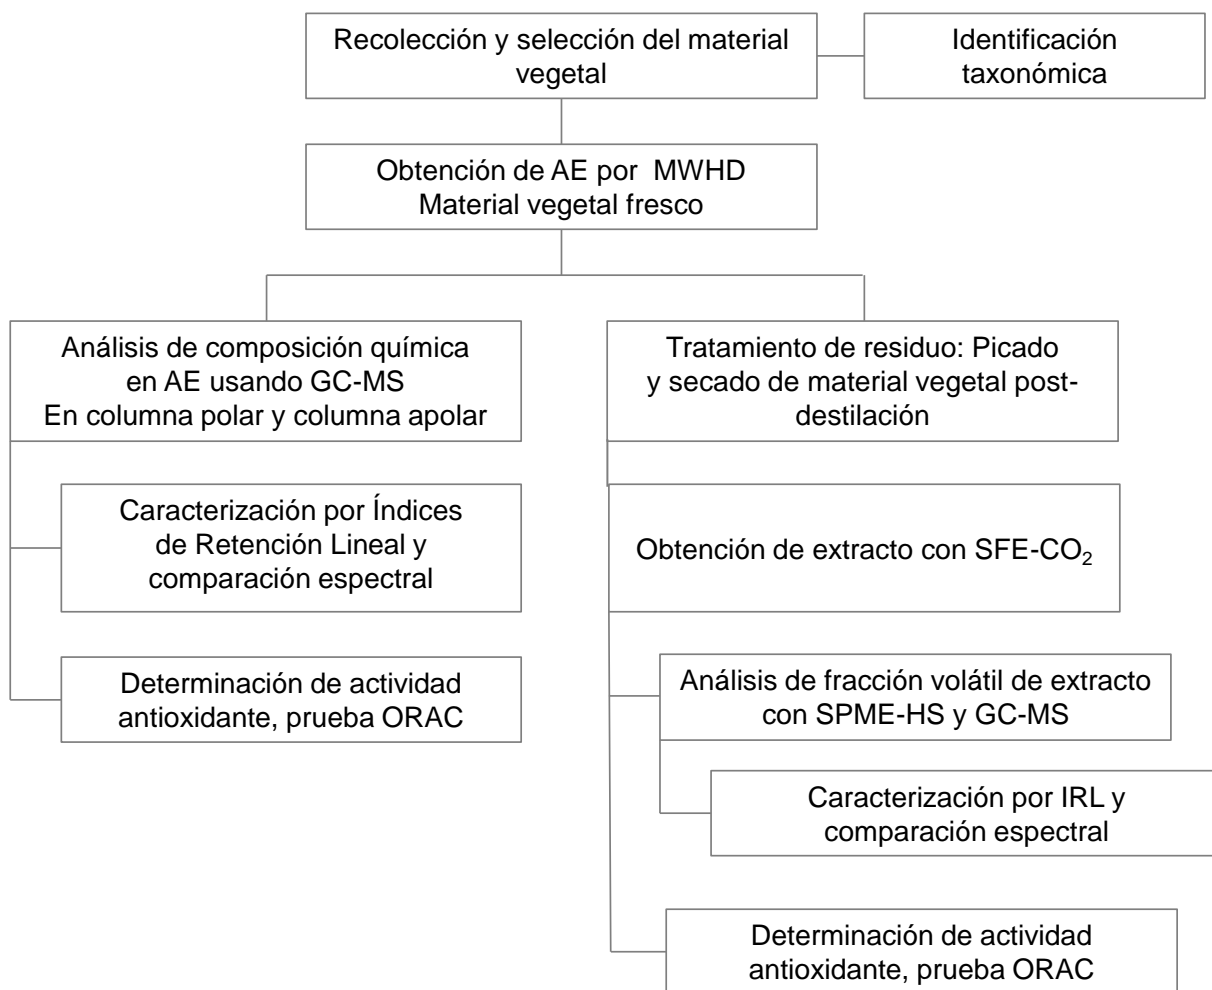 Recolección y selección del material
vegetal
Identificación
taxonómica
Obtención de AE por  MWHD
Material vegetal fresco
Análisis de composición química
en AE usando GC-MS
En columna polar y columna apolar
Caracterización por Índices
de Retención Lineal y
comparación espectral
Determinación de actividad
antioxidante, prueba ORAC
Tratamiento de residuo: Picado
y secado de material vegetal post-
destilación
Obtención de extracto con SFE-CO₂
Análisis de fracción volátil de extracto
con SPME-HS y GC-MS
Caracterización por IRL y
comparación espectral
Determinación de actividad
antioxidante, prueba ORAC